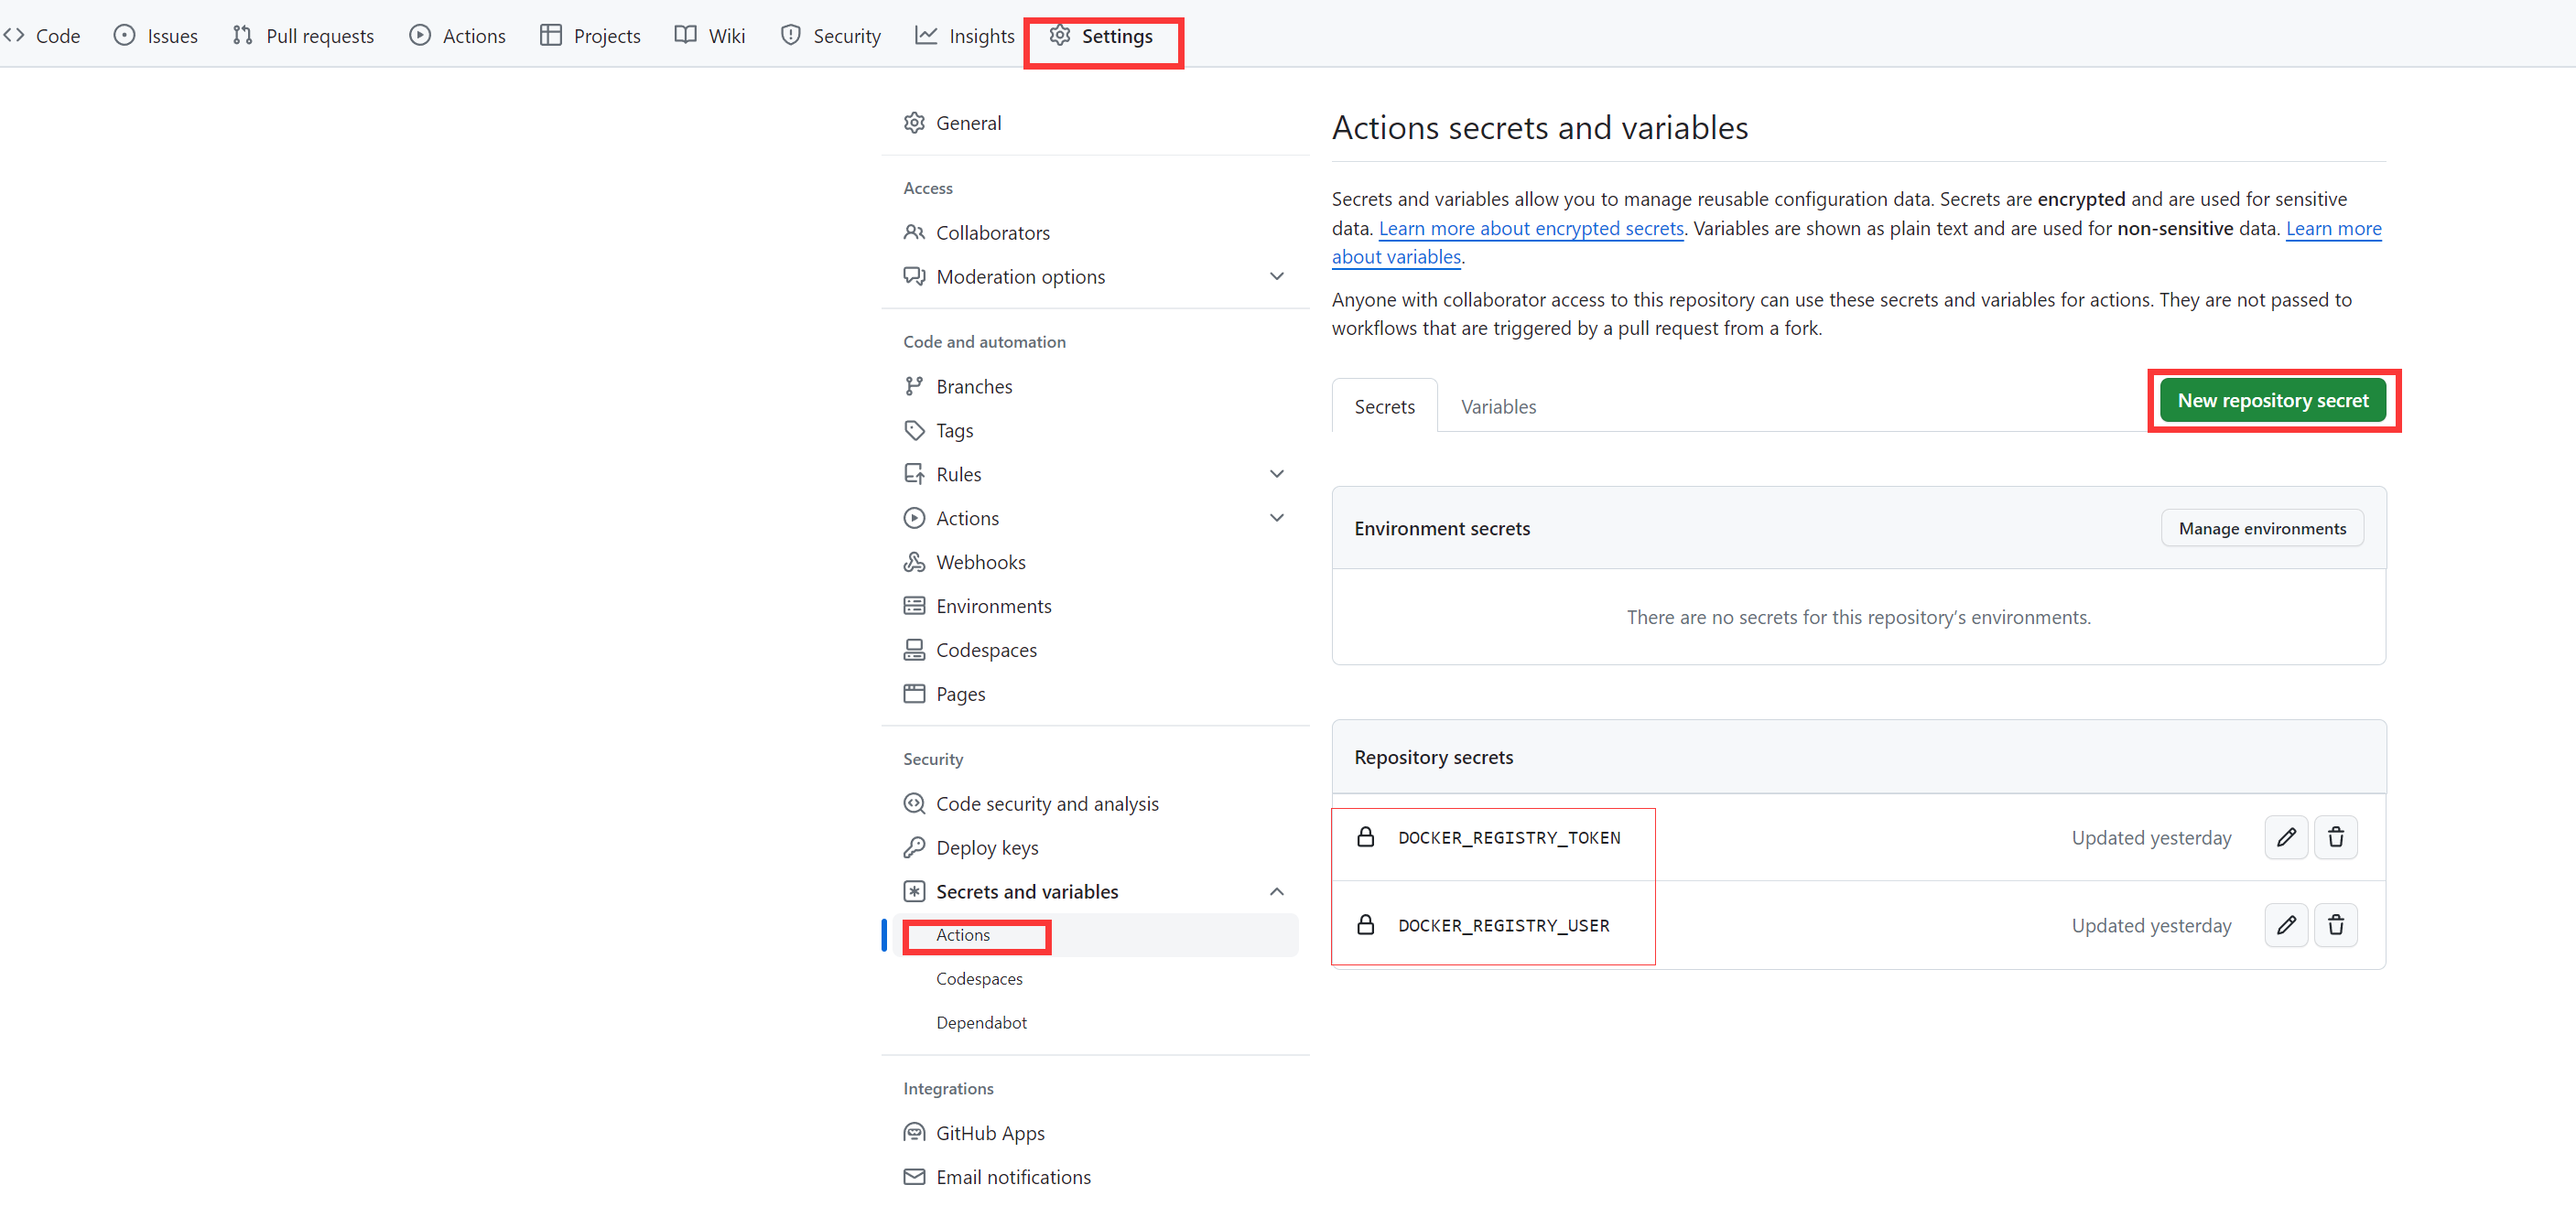 Code Issues Pull requests Actions Projects Wiki Security Insights Settings
General
Access
Collaborators
Moderation options
Code and automation
Branches
Tags
Rules
Actions
Webhooks
Environments
Codespaces
Pages
Security
Code security and analysis
Deploy keys
Secrets and variables
Actions
Codespaces
Dependabot
Integrations
GitHub Apps
Email notifications
Actions secrets and variables
Secrets and variables allow you to manage reusable configuration data. Secrets are encrypted and are used for sensitive
data. Learn more about encrypted secrets. Variables are shown as plain text and are used for non-sensitive data. Learn more
about variables.
Anyone with collaborator access to this repository can use these secrets and variables for actions. They are not passed to
workflows that are triggered by a pull request from a fork.
Secrets Variables New repository secret
Environment secrets Manage environments
There are no secrets for this repository’s environments.
Repository secrets
DOCKER_REGISTRY_TOKEN Updated yesterday
DOCKER_REGISTRY_USER Updated yesterday